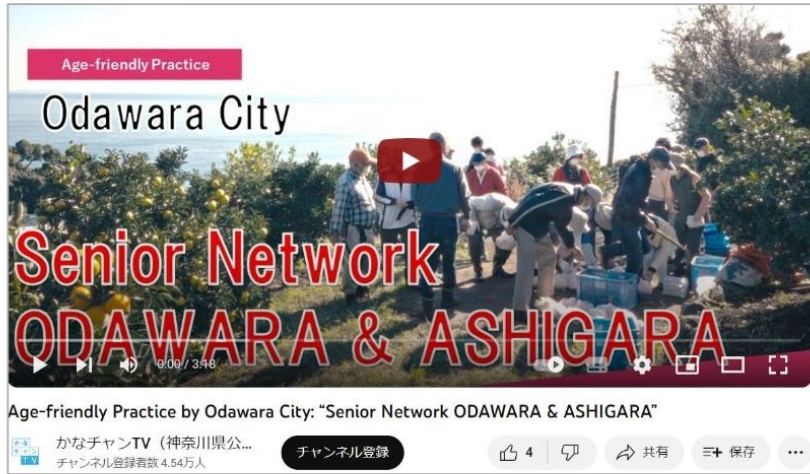 Age-friendly Practice
Odawara City
Senior Network
ODAWARA & ASHIGARA
0:00 / 3:18
Age-friendly Practice by Odawara City: “Senior Network ODAWARA & ASHIGARA”
かなチャンTV（神奈川県公...
チャンネル登録者数 4.54万人
チャンネル登録
4
共有
保存